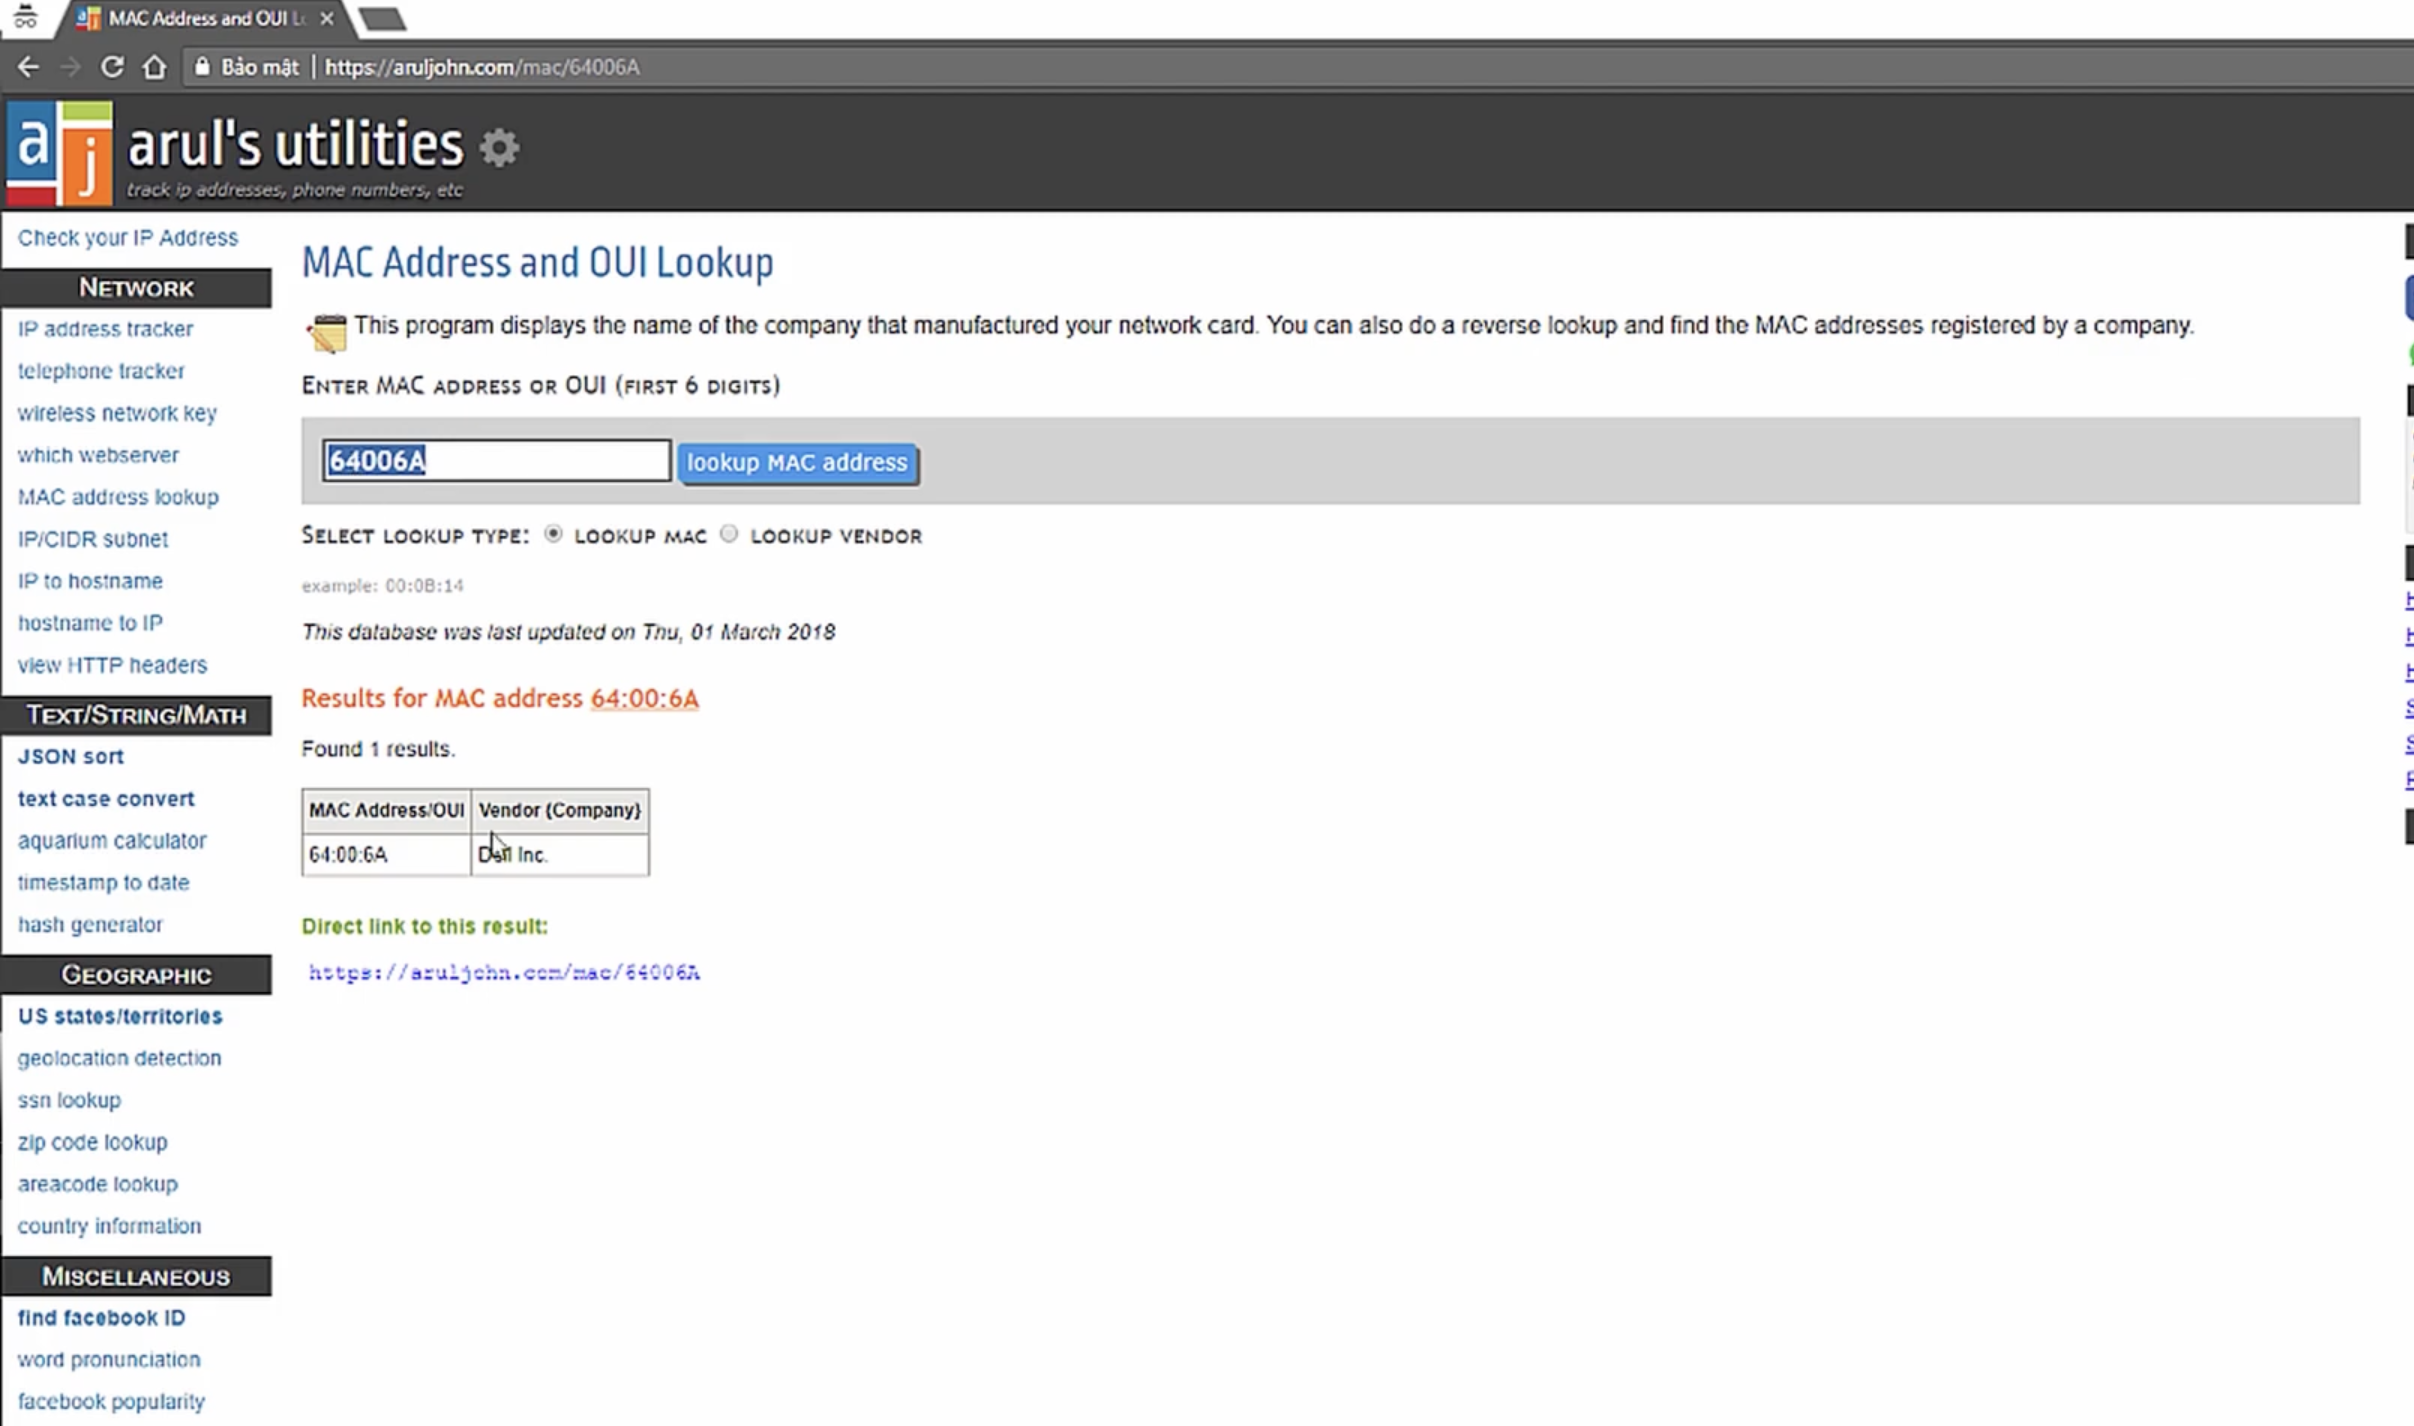 MAC Address and OUI L
Bảo mật | https://aruljohn.com/mac/64006A
aj
arul's utilities
track ip addresses, phone numbers, etc
Check your IP Address
NETWORK
IP address tracker
telephone tracker
wireless network key
which webserver
MAC address lookup
IP/CIDR subnet
IP to hostname
hostname to IP
view HTTP headers
TEXT/STRING/MATH
JSON sort
text case convert
aquarium calculator
timestamp to date
hash generator
GEOGRAPHIC
US states/territories
geolocation detection
ssn lookup
zip code lookup
areacode lookup
country information
MISCELLANEOUS
find facebook ID
word pronunciation
facebook popularity
MAC Address and OUI Lookup
This program displays the name of the company that manufactured your network card. You can also do a reverse lookup and find the MAC addresses registered by a company.
ENTER MAC ADDRESS OR OUI (FIRST 6 DIGITS)
64006A lookup MAC address
SELECT LOOKUP TYPE: LOOKUP MAC LOOKUP VENDOR
example: 00:0B:14
This database was last updated on Thu, 01 March 2018
Results for MAC address 64:00:6A
Found 1 results.
MAC Address/OUI Vendor {Company}
64:00:6A Dell Inc.
Direct link to this result:
https://aruljohn.com/mac/64006A